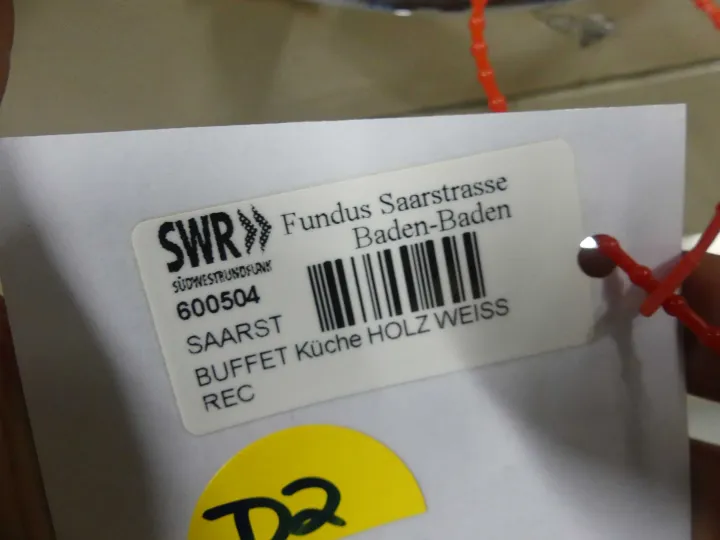 SWR Fundus Saarstrasse
SÜDWESTRUNDFUNK Baden-Baden
600504
SAARST
BUFFET Küche HOLZ WEISS
REC
D2